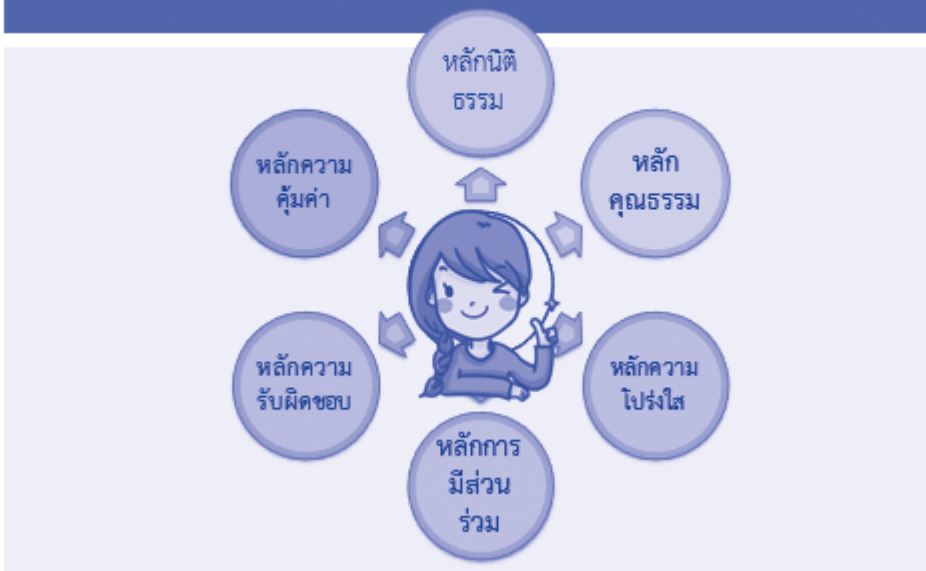 หลักนิติ
ธรรม
หลัก
คุณธรรม
หลักความ
โปร่งใส
หลักการ
มีส่วน
ร่วม
หลักความ
รับผิดชอบ
หลักความ
คุ้มค่า